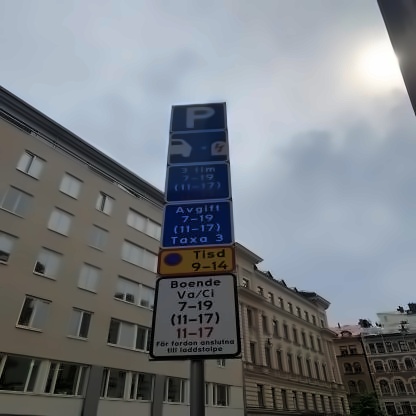 P
3 tim
7-19
(11-17)
Avgift
7-19
(11-17)
Taxa 3
Tisd
9-14
Boende
Va/Ci
7-19
(11-17)
11-17
För fordon anslutna
till laddstolpe